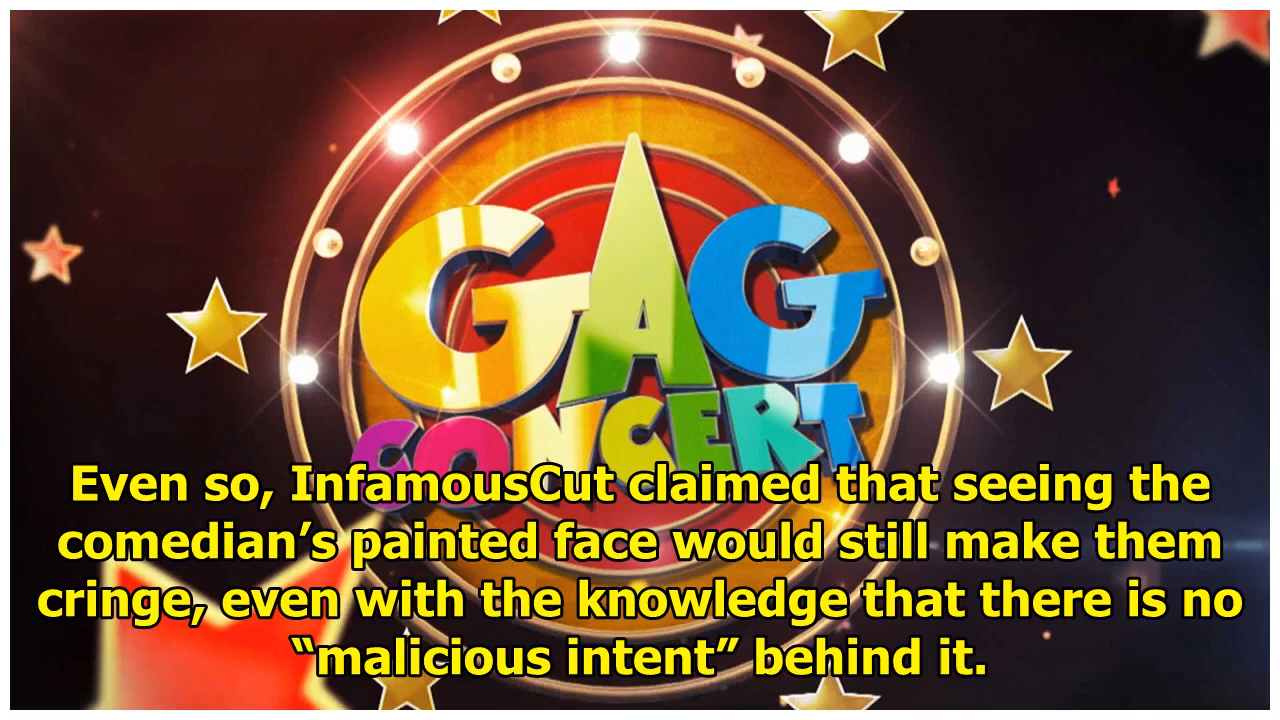 GAG
CONCERT
Even so, InfamousCut claimed that seeing the
comedian’s painted face would still make them
cringe, even with the knowledge that there is no
“malicious intent” behind it.